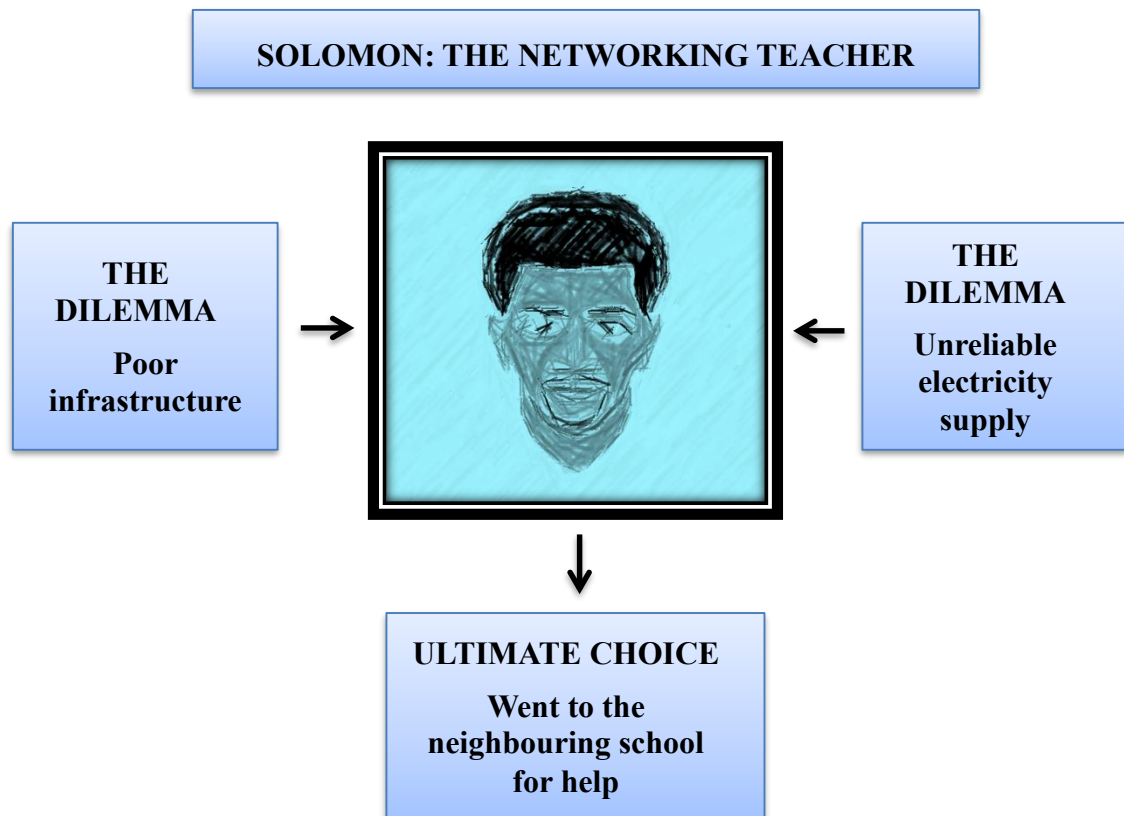 SOLOMON: THE NETWORKING TEACHER
THE
DILEMMA
Poor
infrastructure
THE
DILEMMA
Unreliable
electricity
supply
ULTIMATE CHOICE
Went to the
neighbouring school
for help